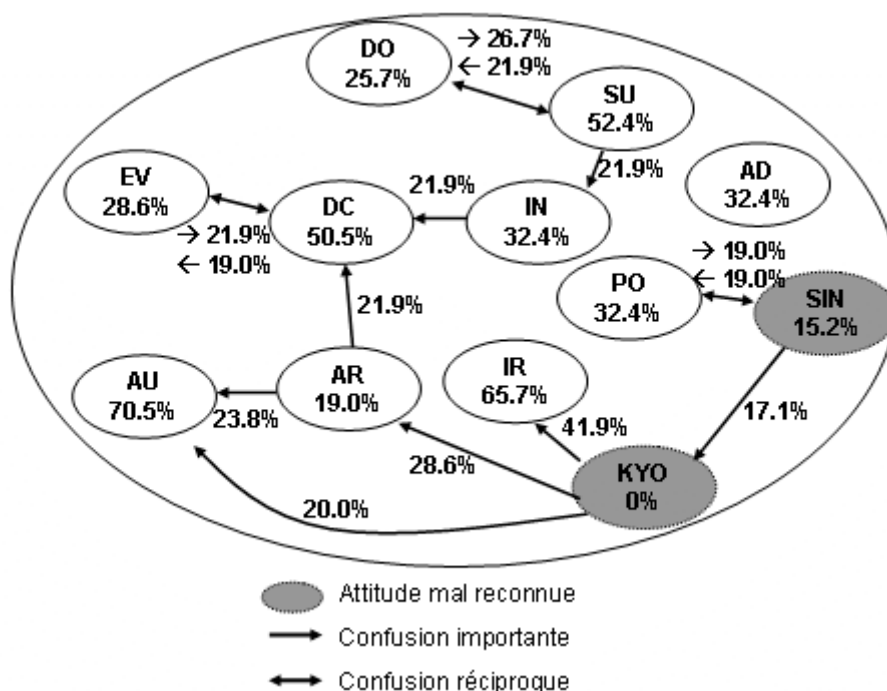 DO
25.7%
→ 26.7%
← 21.9%
SU
52.4%
21.9%
AD
32.4%
EV
28.6%
→ 21.9%
← 19.0%
DC
50.5%
21.9%
IN
32.4%
→ 19.0%
← 19.0%
PO
32.4%
SIN
15.2%
21.9%
AU
70.5%
23.8%
AR
19.0%
IR
65.7%
41.9%
17.1%
28.6%
KYO
0%
20.0%
Attitude mal reconnue
Confusion importante
Confusion réciproque